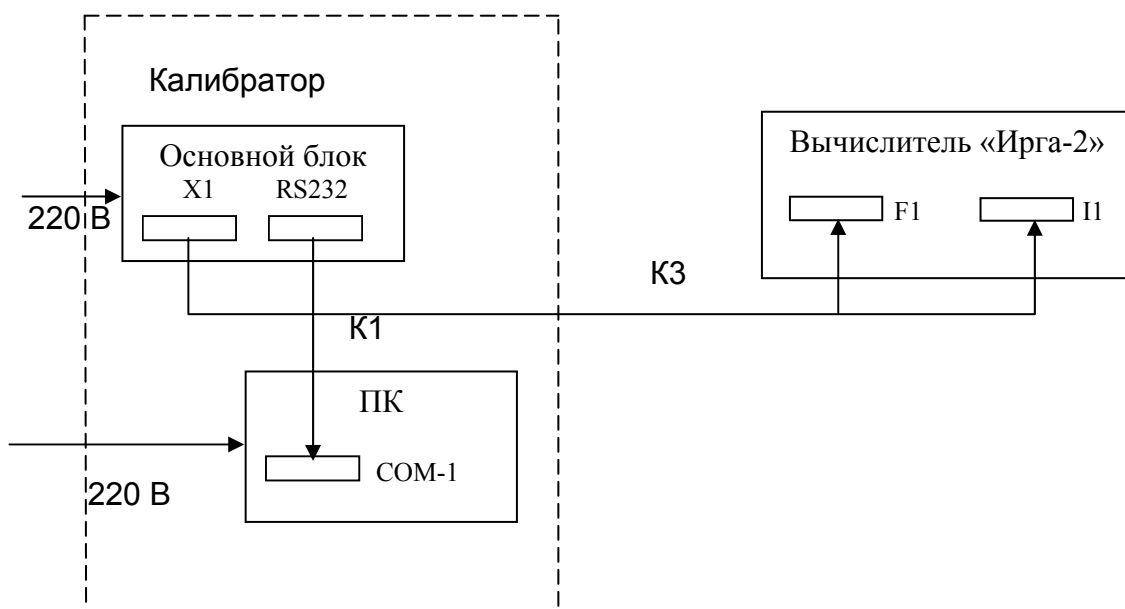 Калибратор
Основной блок
X1 RS232
220 В
Вычислитель «Ирга-2»
F1 I1
К3
К1
ПК
COM-1
220 В